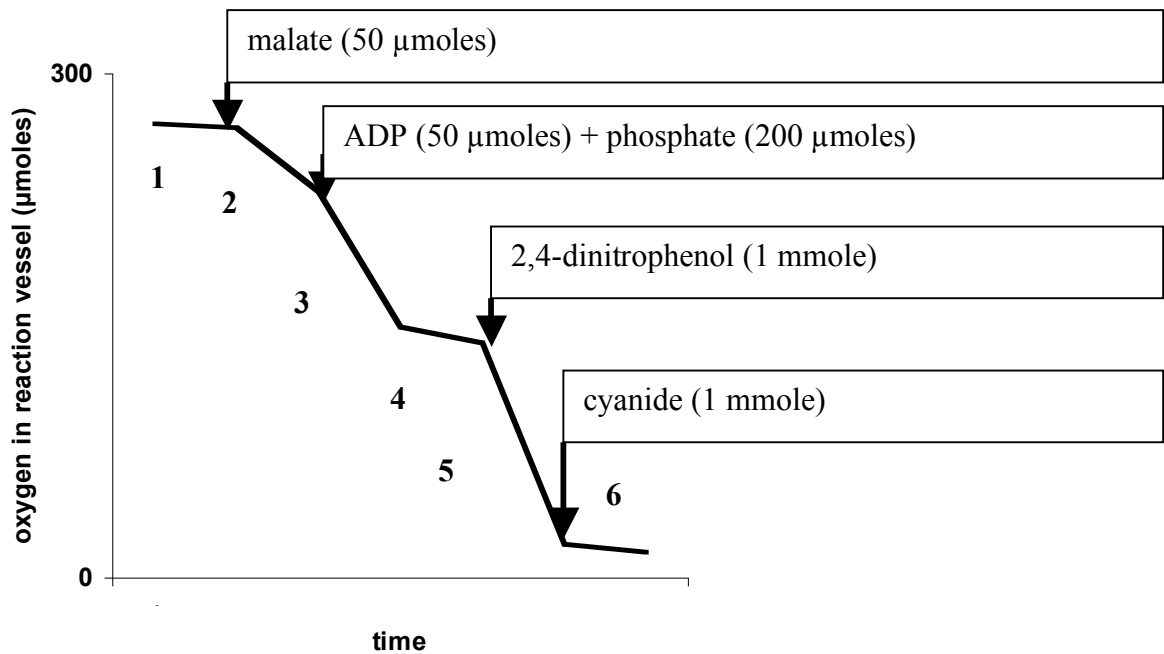 malate (50 µmoles)
300
ADP (50 µmoles) + phosphate (200 µmoles)
1
2
2,4-dinitrophenol (1 mmole)
3
cyanide (1 mmole)
4
5
6
0
time
oxygen in reaction vessel (µmoles)